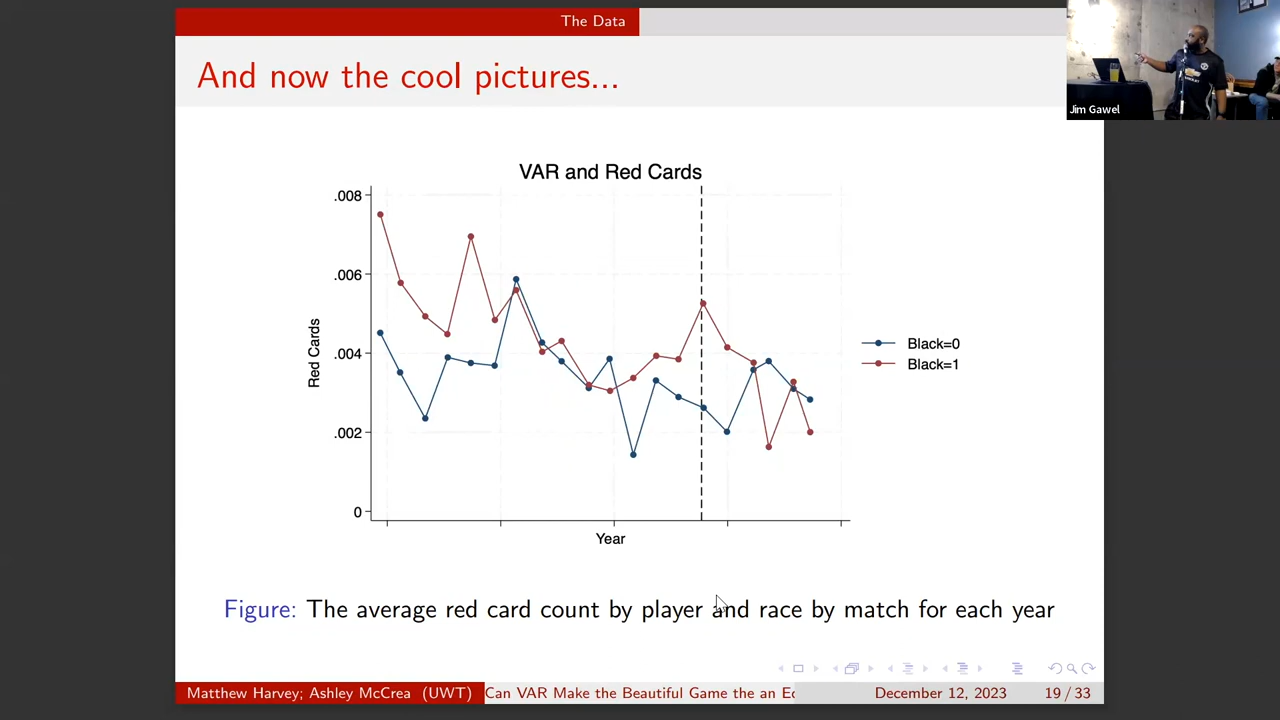 The Data
And now the cool pictures...
Jim Gawel
VAR and Red Cards
.008
.006
.004
.002
0
Red Cards
Year
Black=0
Black=1
Figure: The average red card count by player and race by match for each year
Matthew Harvey; Ashley McCrea (UWT)
Can VAR Make the Beautiful Game the an Ec
December 12, 2023
19 / 33